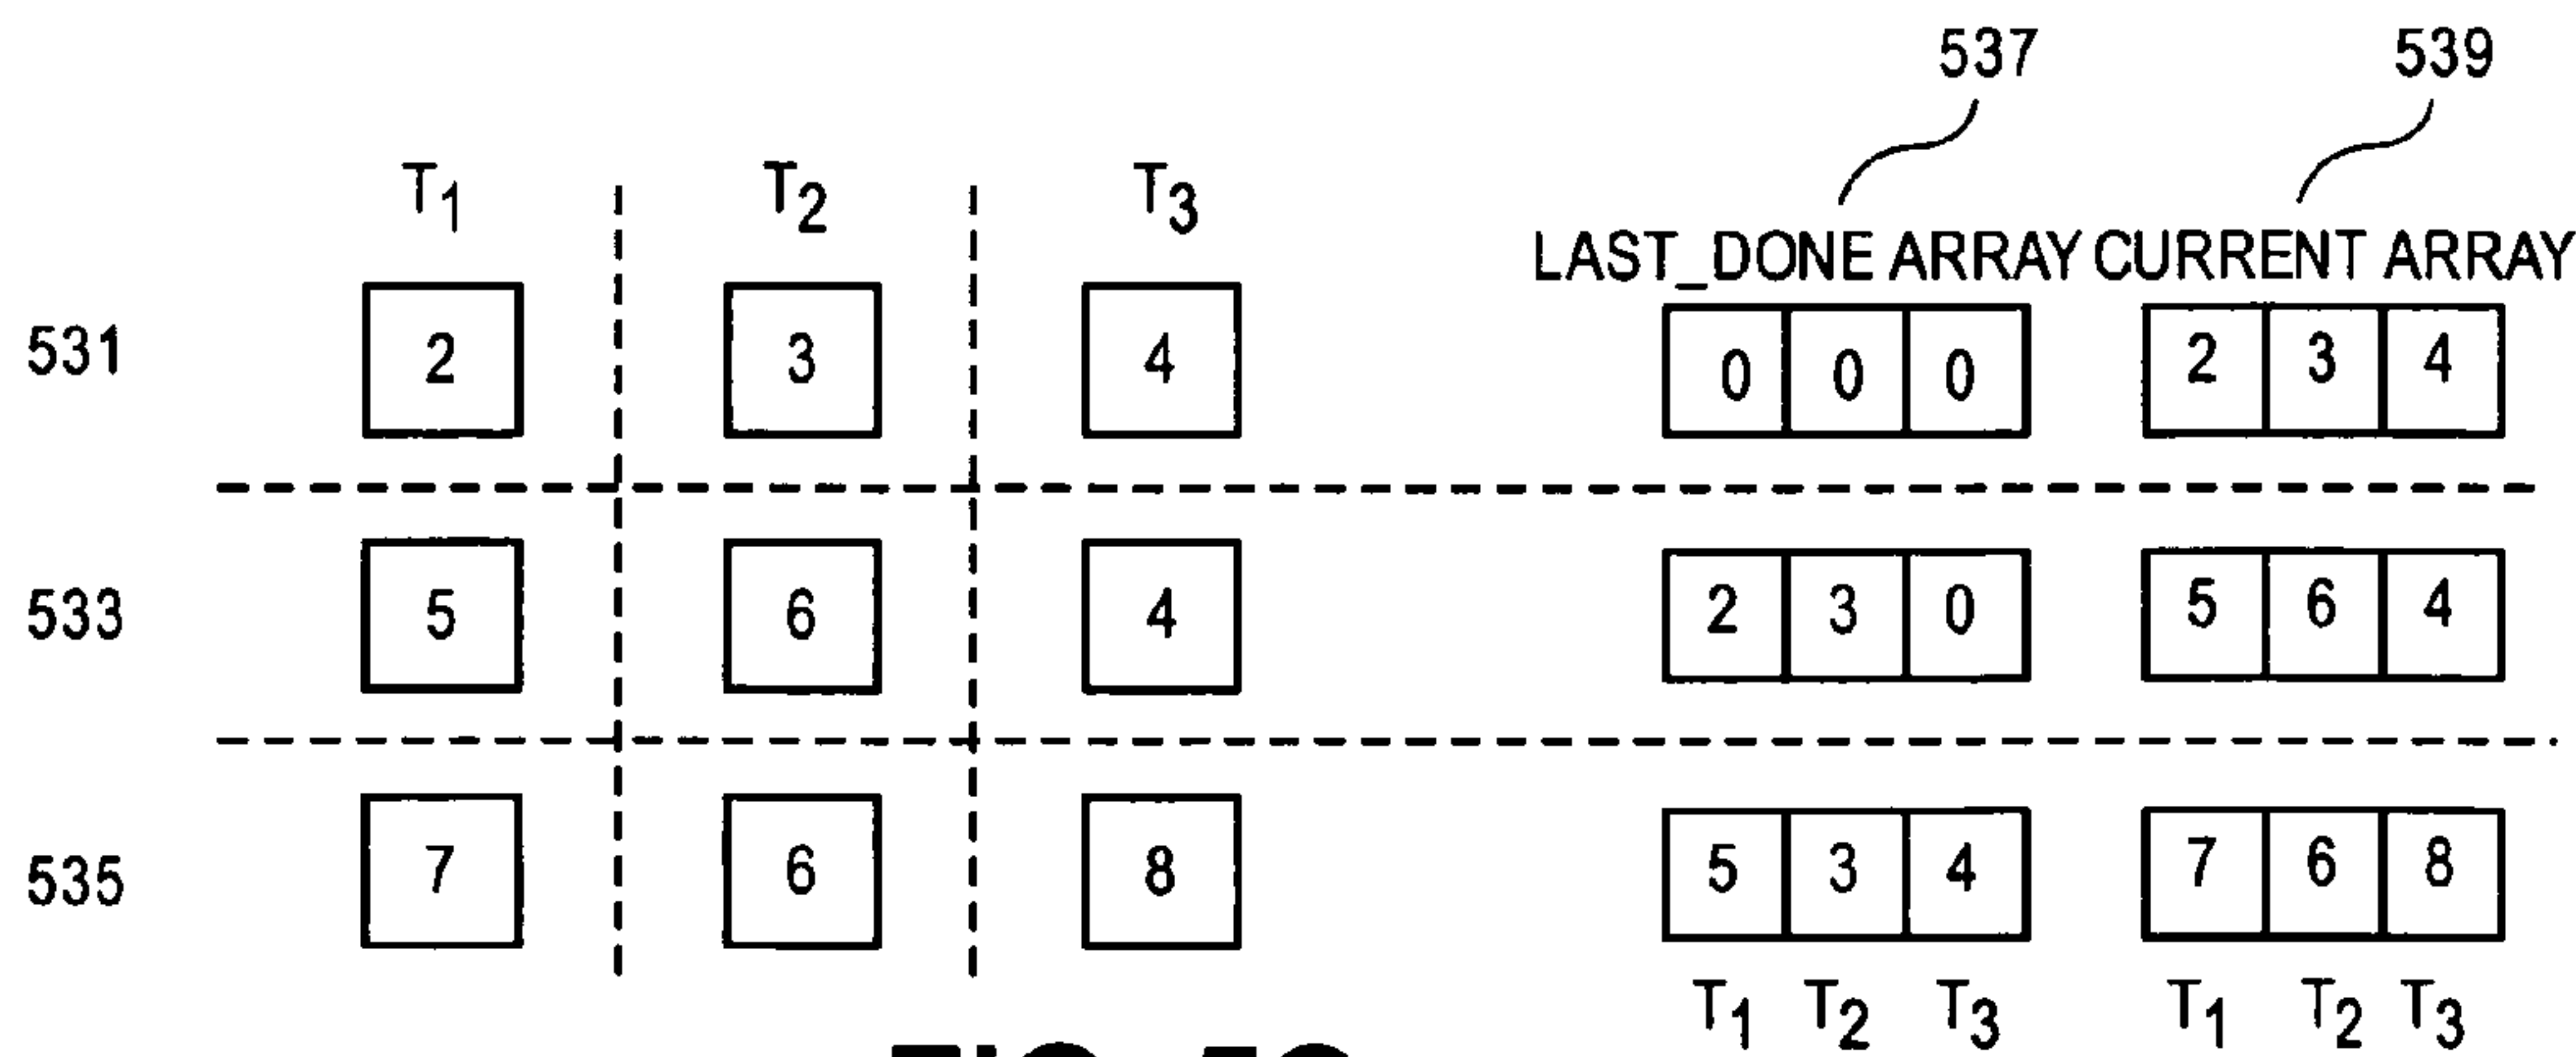 537 539
T1 T2 T3 LAST_DONE ARRAY CURRENT ARRAY
531 2 3 4 0 0 0 2 3 4
533 5 6 4 2 3 0 5 6 4
535 7 6 8 5 3 4 7 6 8
T1 T2 T3 T1 T2 T3